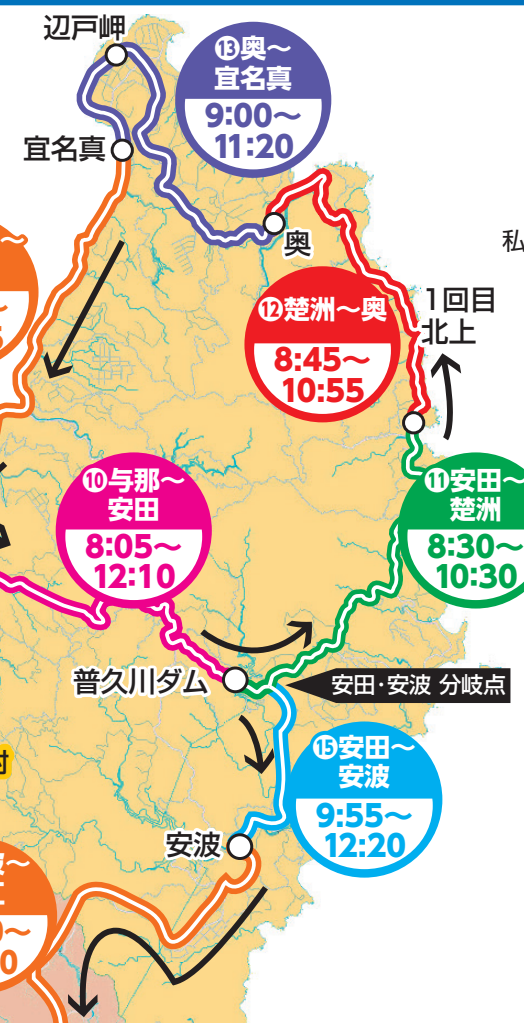 辺戸岬
⑬奥~
宜名真
9:00~
11:20
宜名真
奥
私
⑫楚洲~奥
8:45~
10:55
1回目
北上
⑩与那~
安田
8:05~
12:10
⑪安田~
楚洲
8:30~
10:30
普久川ダム
安田・安波 分岐点
⑮安田~
安波
9:55~
12:20
安波